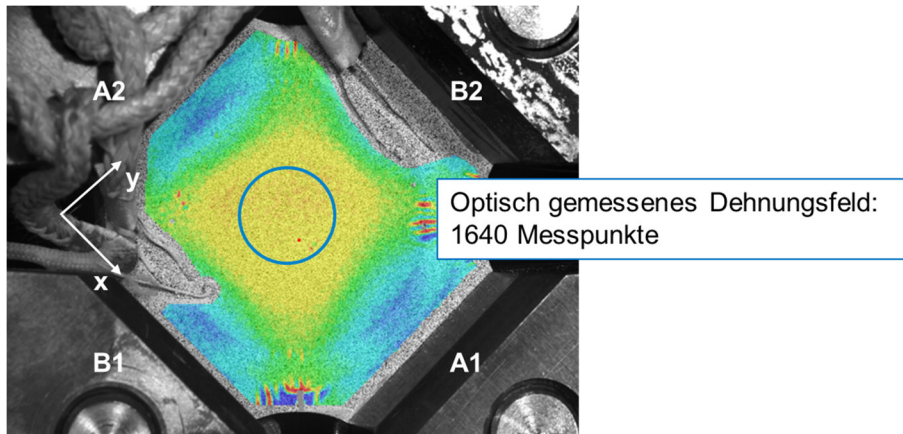 A2
B2
y
Optisch gemessenes Dehnungsfeld:
1640 Messpunkte
x
B1
A1